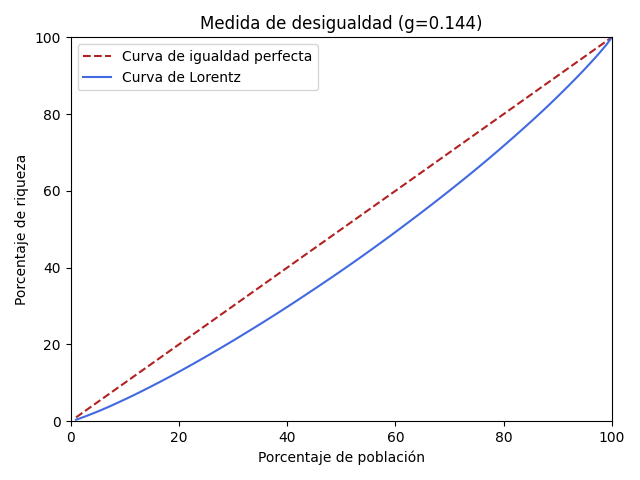 Medida de desigualdad (g=0.144)
Curva de igualdad perfecta
Curva de Lorentz
Porcentaje de riqueza
100
80
60
40
20
0
0 20 40 60 80 100
Porcentaje de población